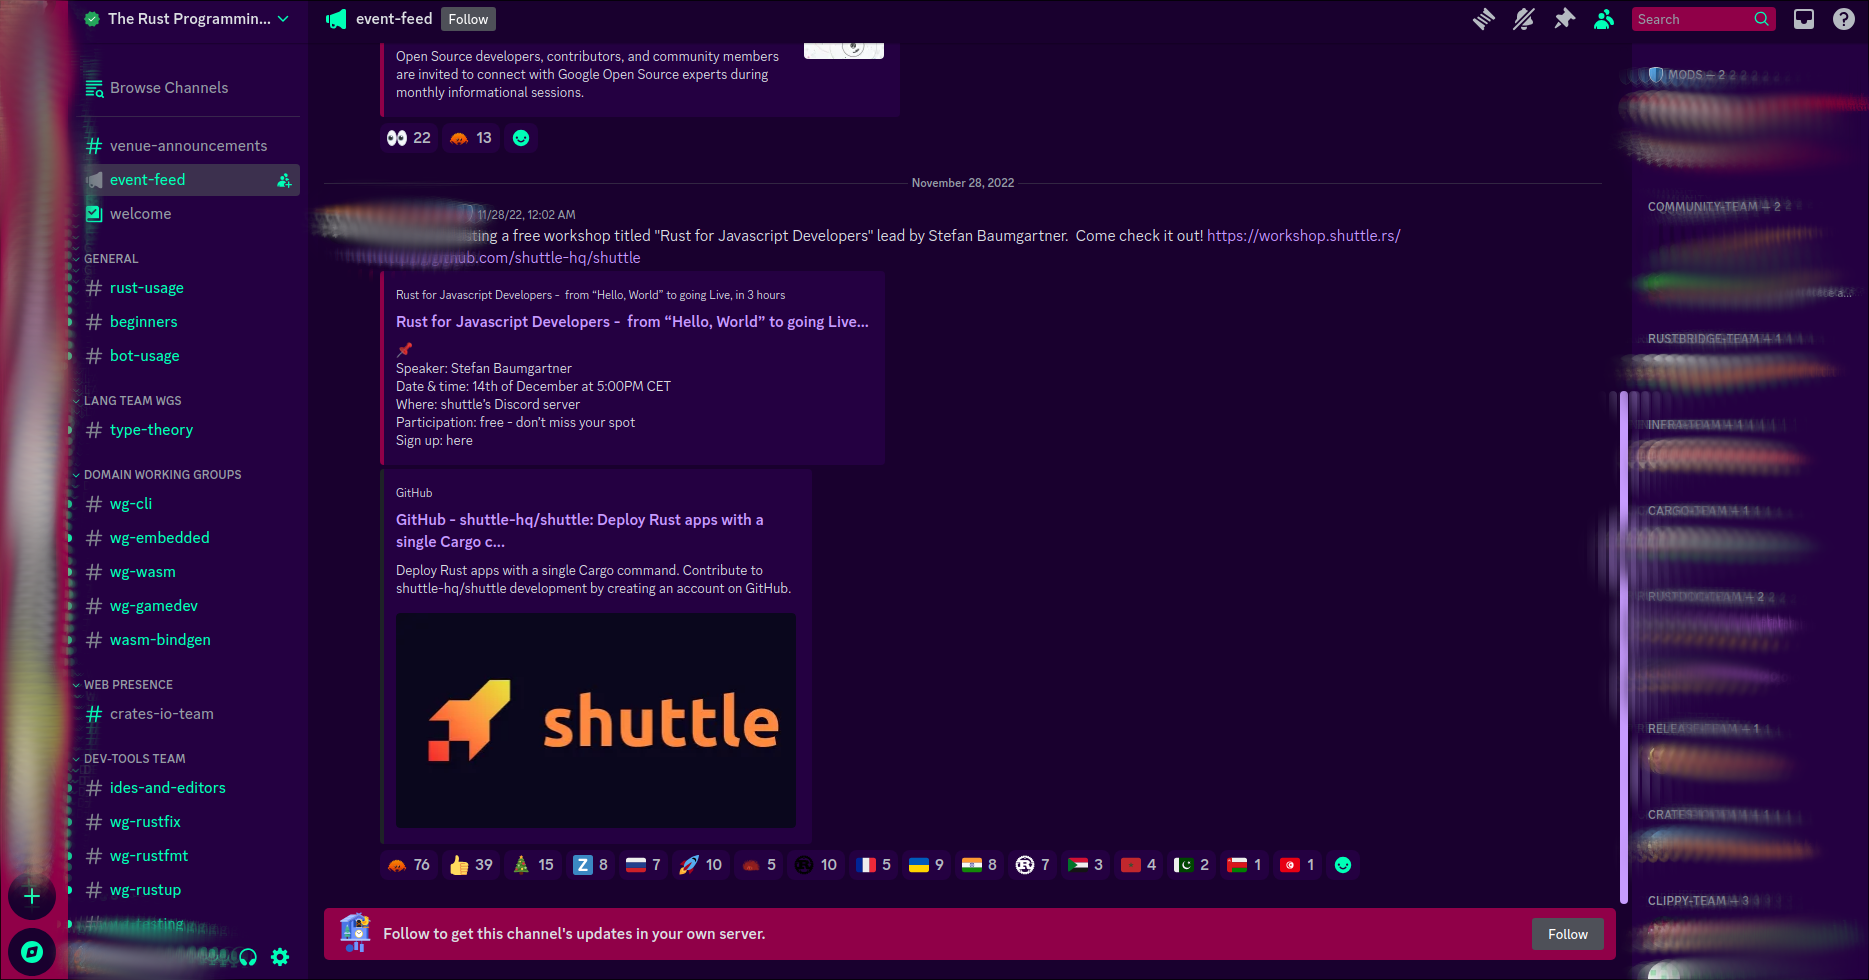 The Rust Programmin...
event-feed
Follow
Search
Browse Channels
venue-announcements
event-feed
welcome
GENERAL
rust-usage
beginners
bot-usage
LANG TEAM WGS
type-theory
DOMAIN WORKING GROUPS
wg-cli
wg-embedded
wg-wasm
wg-gamedev
wasm-bindgen
WEB PRESENCE
crates-io-team
DEV-TOOLS TEAM
ides-and-editors
wg-rustfix
wg-rustfmt
wg-rustup
Open Source developers, contributors, and community members
are invited to connect with Google Open Source experts during
monthly informational sessions.
22
13
November 28, 2022
11/28/22, 12:02 AM
a free workshop titled "Rust for Javascript Developers" lead by Stefan Baumgartner. Come check it out! https://workshop.shuttle.rs/
.com/shuttle-hq/shuttle
Rust for Javascript Developers - from “Hello, World” to going Live, in 3 hours
Rust for Javascript Developers - from “Hello, World” to going Live...
Speaker: Stefan Baumgartner
Date & time: 14th of December at 5:00PM CET
Where: shuttle's Discord server
Participation: free - don't miss your spot
Sign up: here
GitHub
GitHub - shuttle-hq/shuttle: Deploy Rust apps with a
single Cargo c...
Deploy Rust apps with a single Cargo command. Contribute to
shuttle-hq/shuttle development by creating an account on GitHub.
shuttle
76
39
15
Z 8
7
10
5
10
5
9
8
7
3
4
2
1
1
Follow to get this channel's updates in your own server.
Follow
MODS — 2
COMMUNITY-TEAM — 2
RUSTBRIDGE-TEAM — 1
INFRA-TEAM — 1
CARGO-TEAM — 1
RUSTDOC-TEAM — 2
RELEASE-TEAM — 1
CRATES
CLIPPY-TEAM — 3